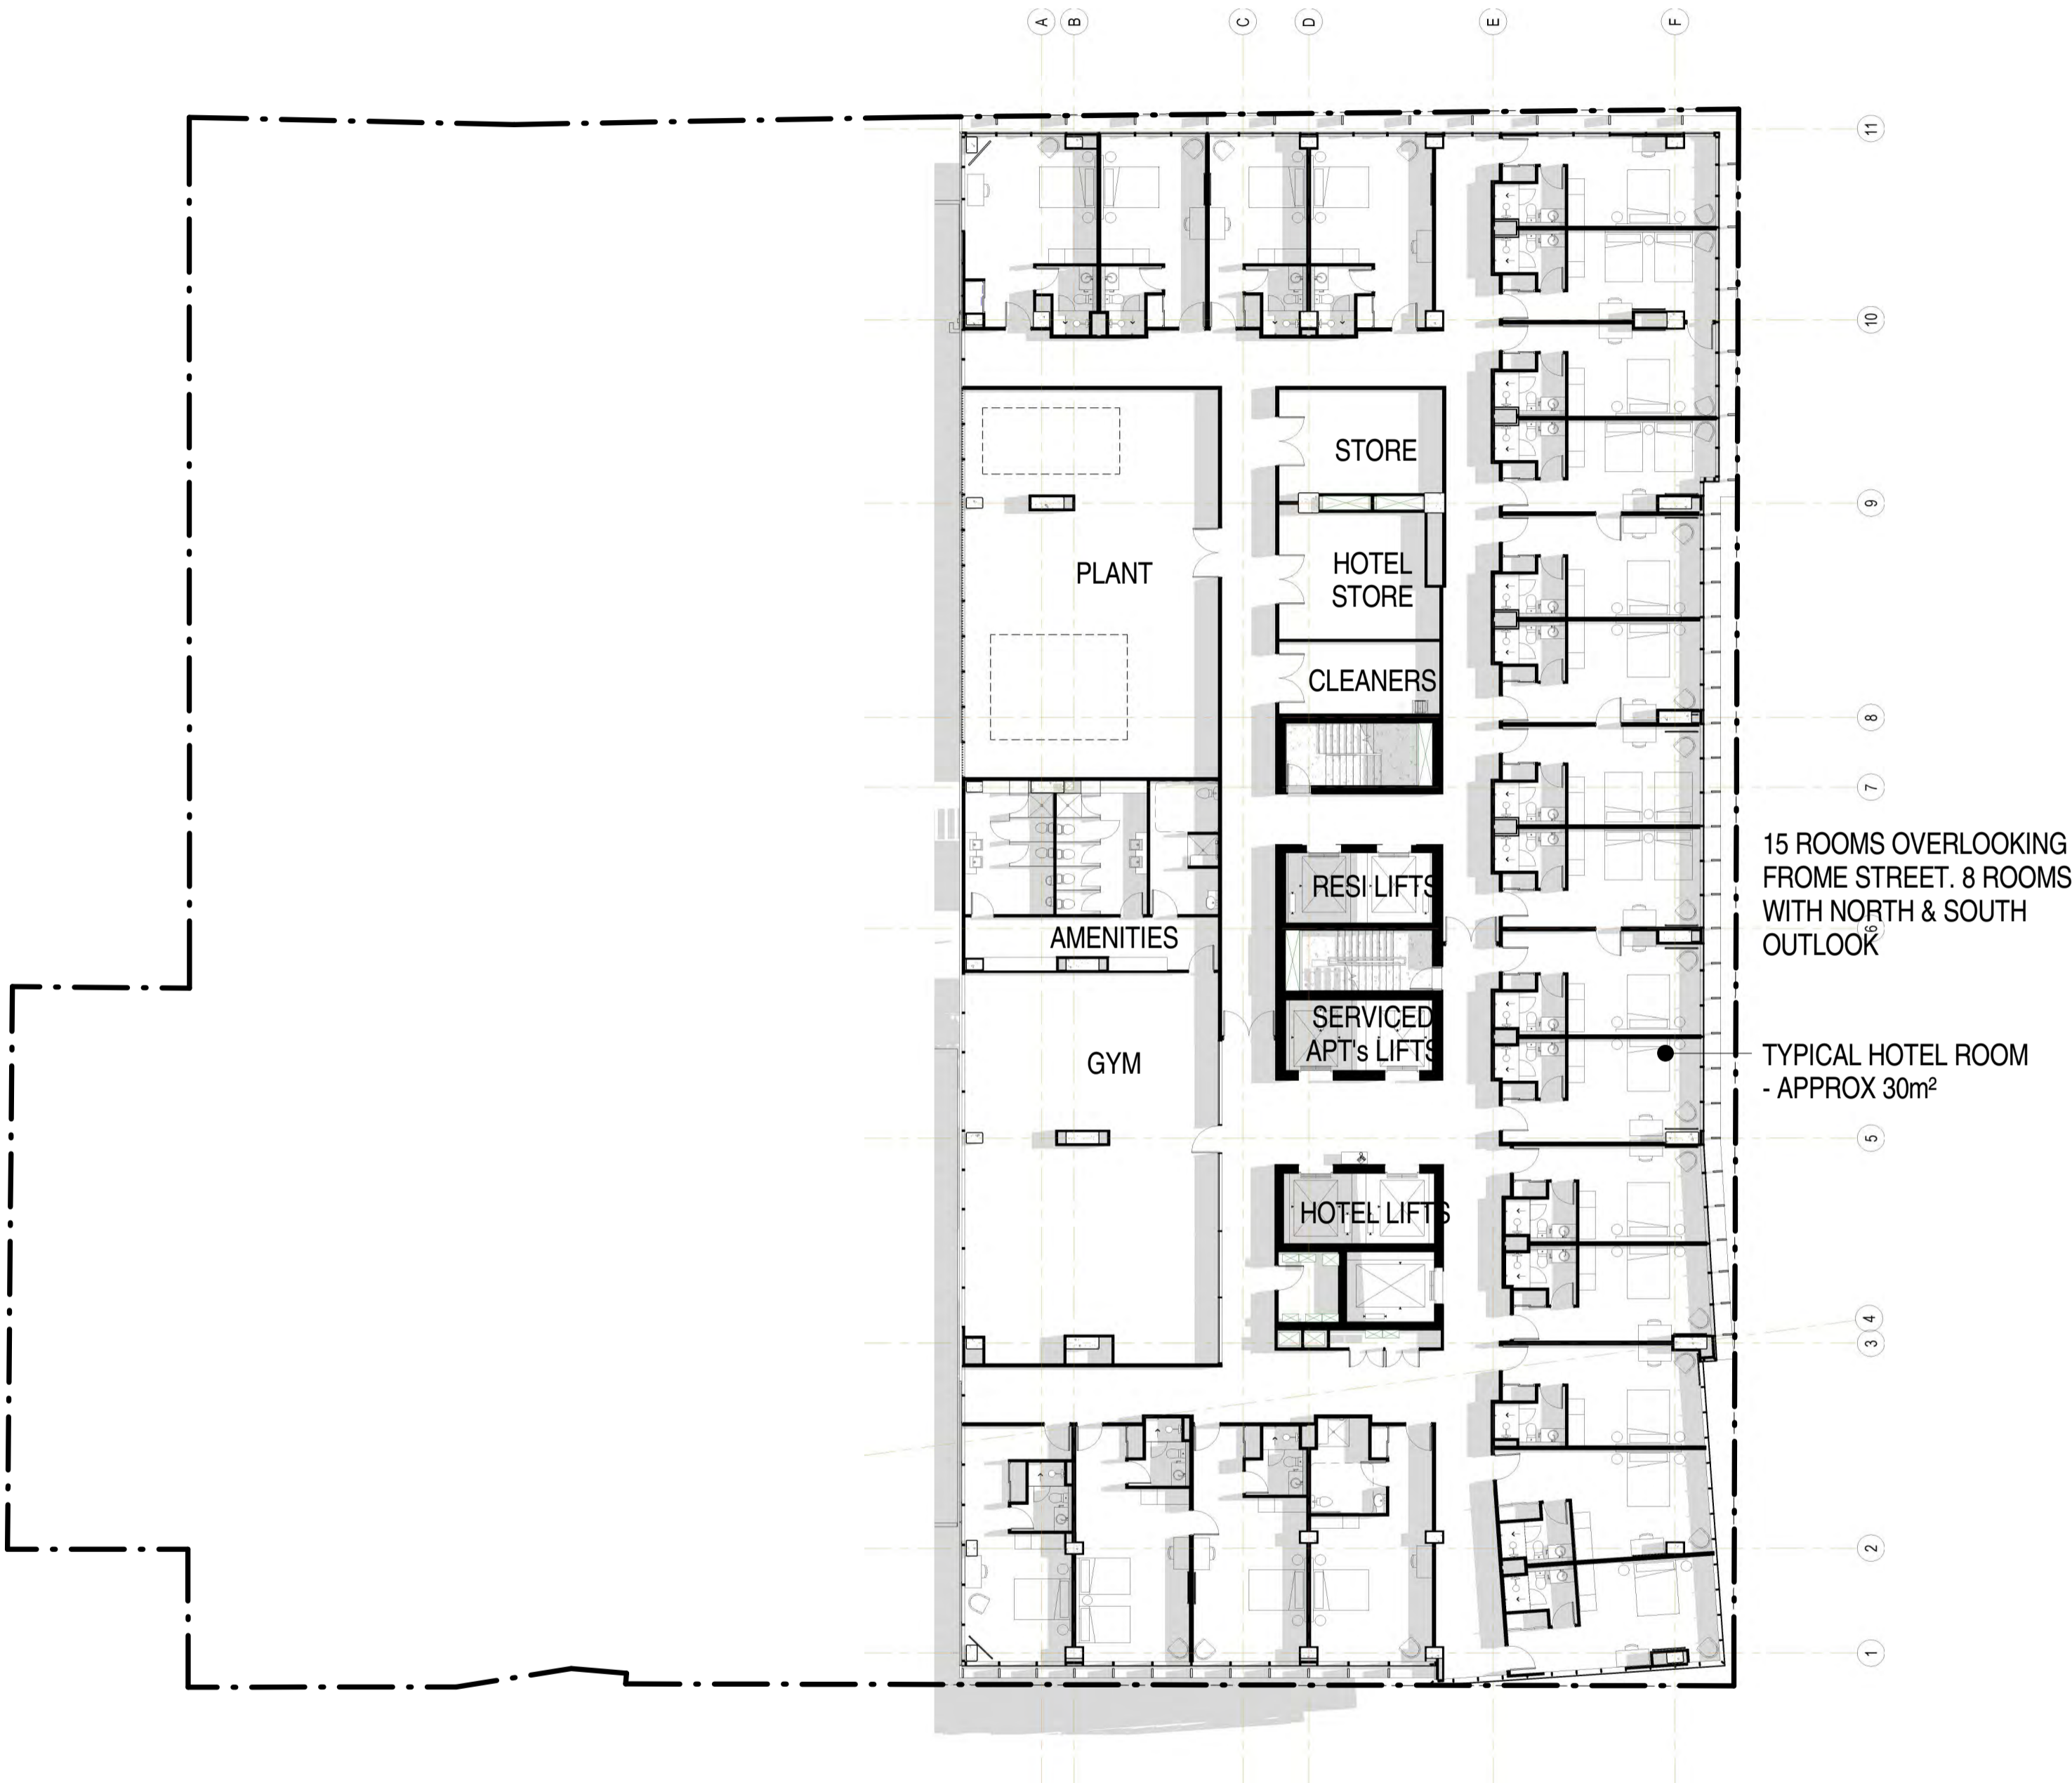 A
B
C
D
E
F
11
10
9
8
7
6
5
4
3
2
1
STORE
PLANT
HOTEL
STORE
CLEANERS
RESI LIFTS
AMENITIES
SERVICED
APT's LIFTS
GYM
HOTEL LIFTS
15 ROOMS OVERLOOKING
FROME STREET. 8 ROOMS
WITH NORTH & SOUTH
OUTLOOK
TYPICAL HOTEL ROOM
- APPROX 30m²